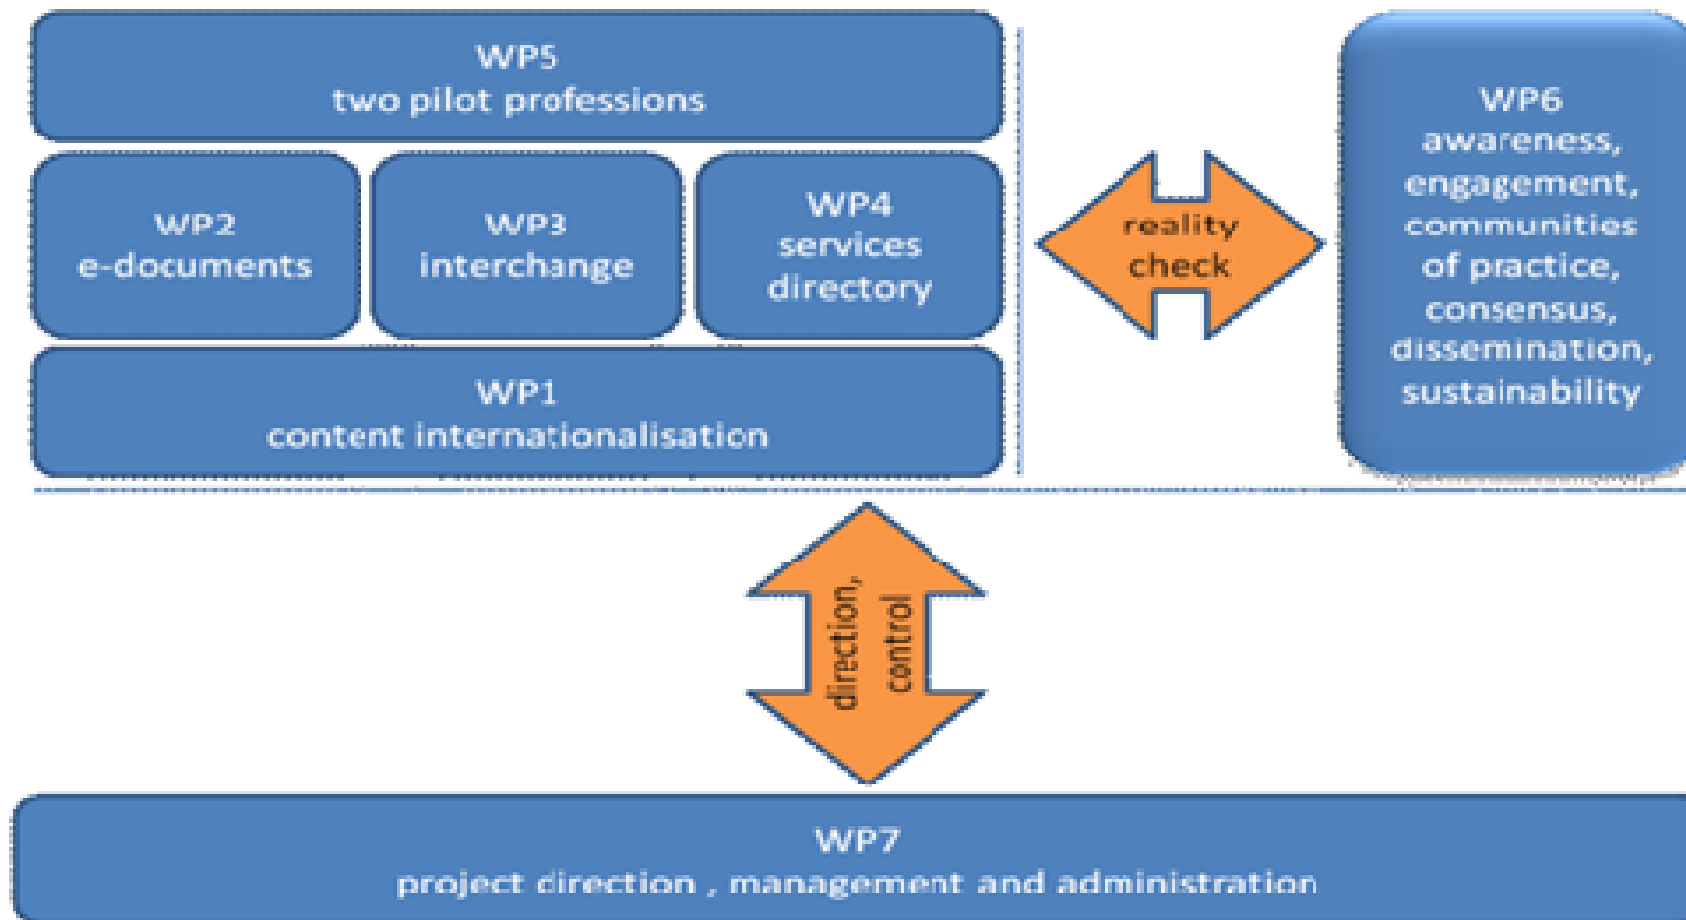 WP5
two pilot professions
WP2
e-documents
WP3
interchange
WP4
services
directory
WP1
content internationalisation
reality
check
WP6
awareness,
engagement,
communities
of practice,
consensus,
dissemination,
sustainability
direction,
control
WP7
project direction , management and administration